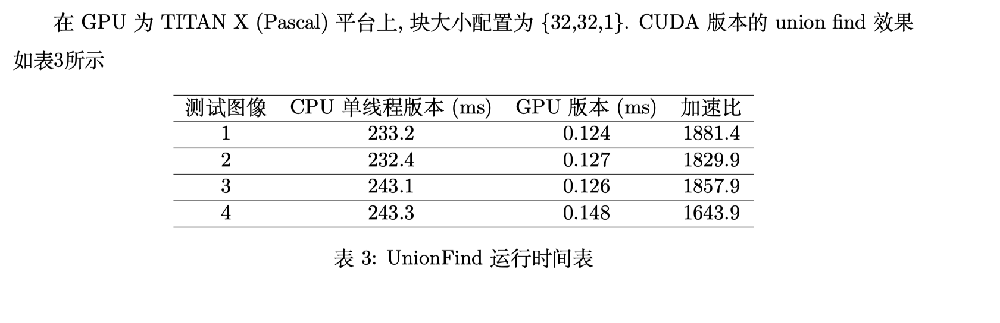 在 GPU 为 TITAN X (Pascal) 平台上, 块大小配置为 {32,32,1}. CUDA 版本的 union find 效果
如表3所示
测试图像 CPU 单线程版本 (ms) GPU 版本 (ms) 加速比
1 233.2 0.124 1881.4
2 232.4 0.127 1829.9
3 243.1 0.126 1857.9
4 243.3 0.148 1643.9
表 3: UnionFind 运行时间表